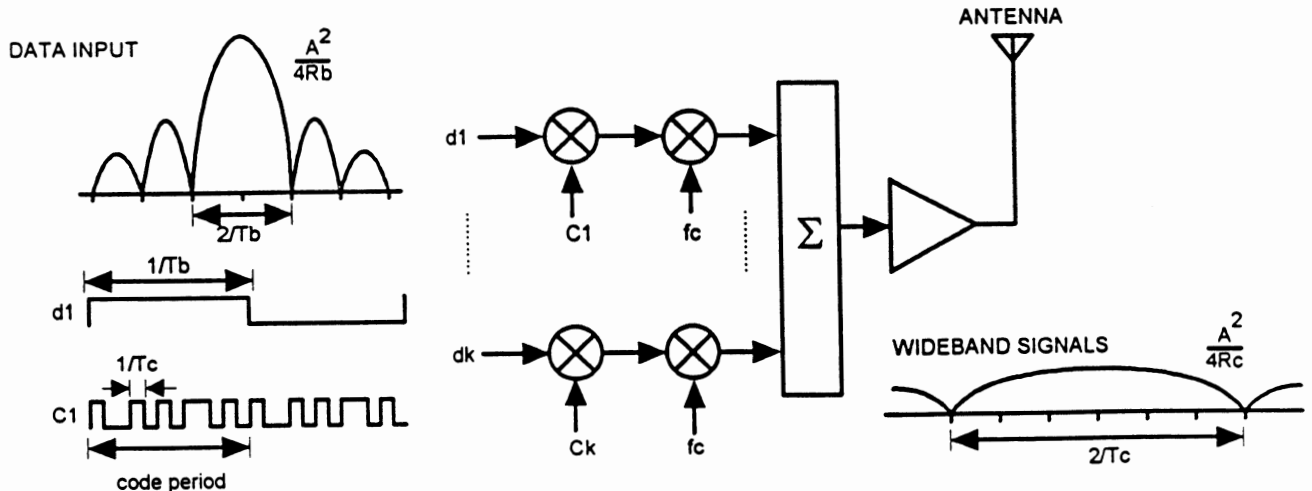 DATA INPUT
A²
4Rb
2/Tb
1/Tb
d1
1/Tc
C1
code period
d1
C1
fc
dk
Ck
fc
Σ
ANTENNA
WIDEBAND SIGNALS
A²
4Rc
2/Tc